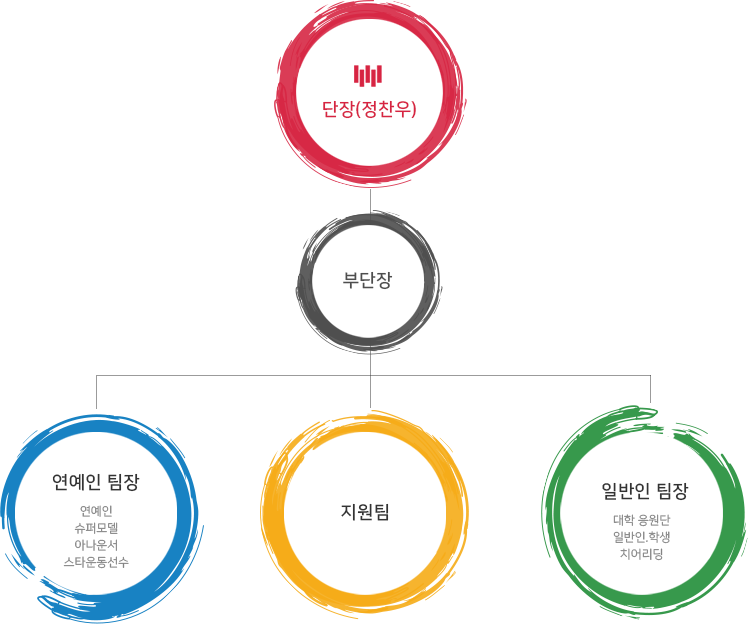 단장(정찬우)
부단장
연예인 팀장
연예인
슈퍼모델
아나운서
스타운동선수
지원팀
일반인 팀장
대학 응원단
일반인.학생
치어리딩